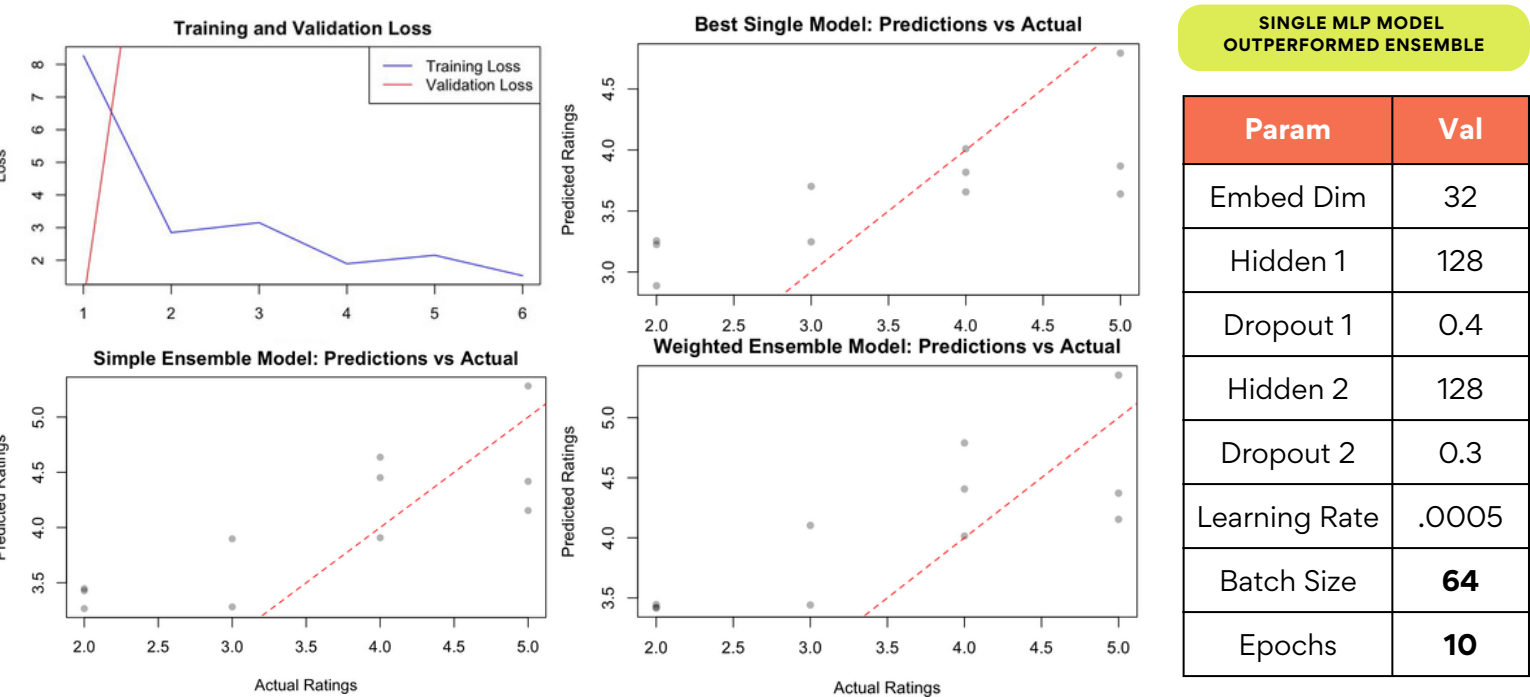 Training and Validation Loss
Loss
8
7
6
5
4
3
2
Training Loss
Validation Loss
1 2 3 4 5 6
Best Single Model: Predictions vs Actual
Predicted Ratings
4.5
4.0
3.5
3.0
2.0 2.5 3.0 3.5 4.0 4.5 5.0
Simple Ensemble Model: Predictions vs Actual
Predicted Ratings
5.0
4.5
4.0
3.5
2.0 2.5 3.0 3.5 4.0 4.5 5.0
Actual Ratings
Weighted Ensemble Model: Predictions vs Actual
Predicted Ratings
5.0
4.5
4.0
3.5
2.0 2.5 3.0 3.5 4.0 4.5 5.0
Actual Ratings
SINGLE MLP MODEL
OUTPERFORMED ENSEMBLE
Param Val
Embed Dim 32
Hidden 1 128
Dropout 1 0.4
Hidden 2 128
Dropout 2 0.3
Learning Rate .0005
Batch Size 64
Epochs 10